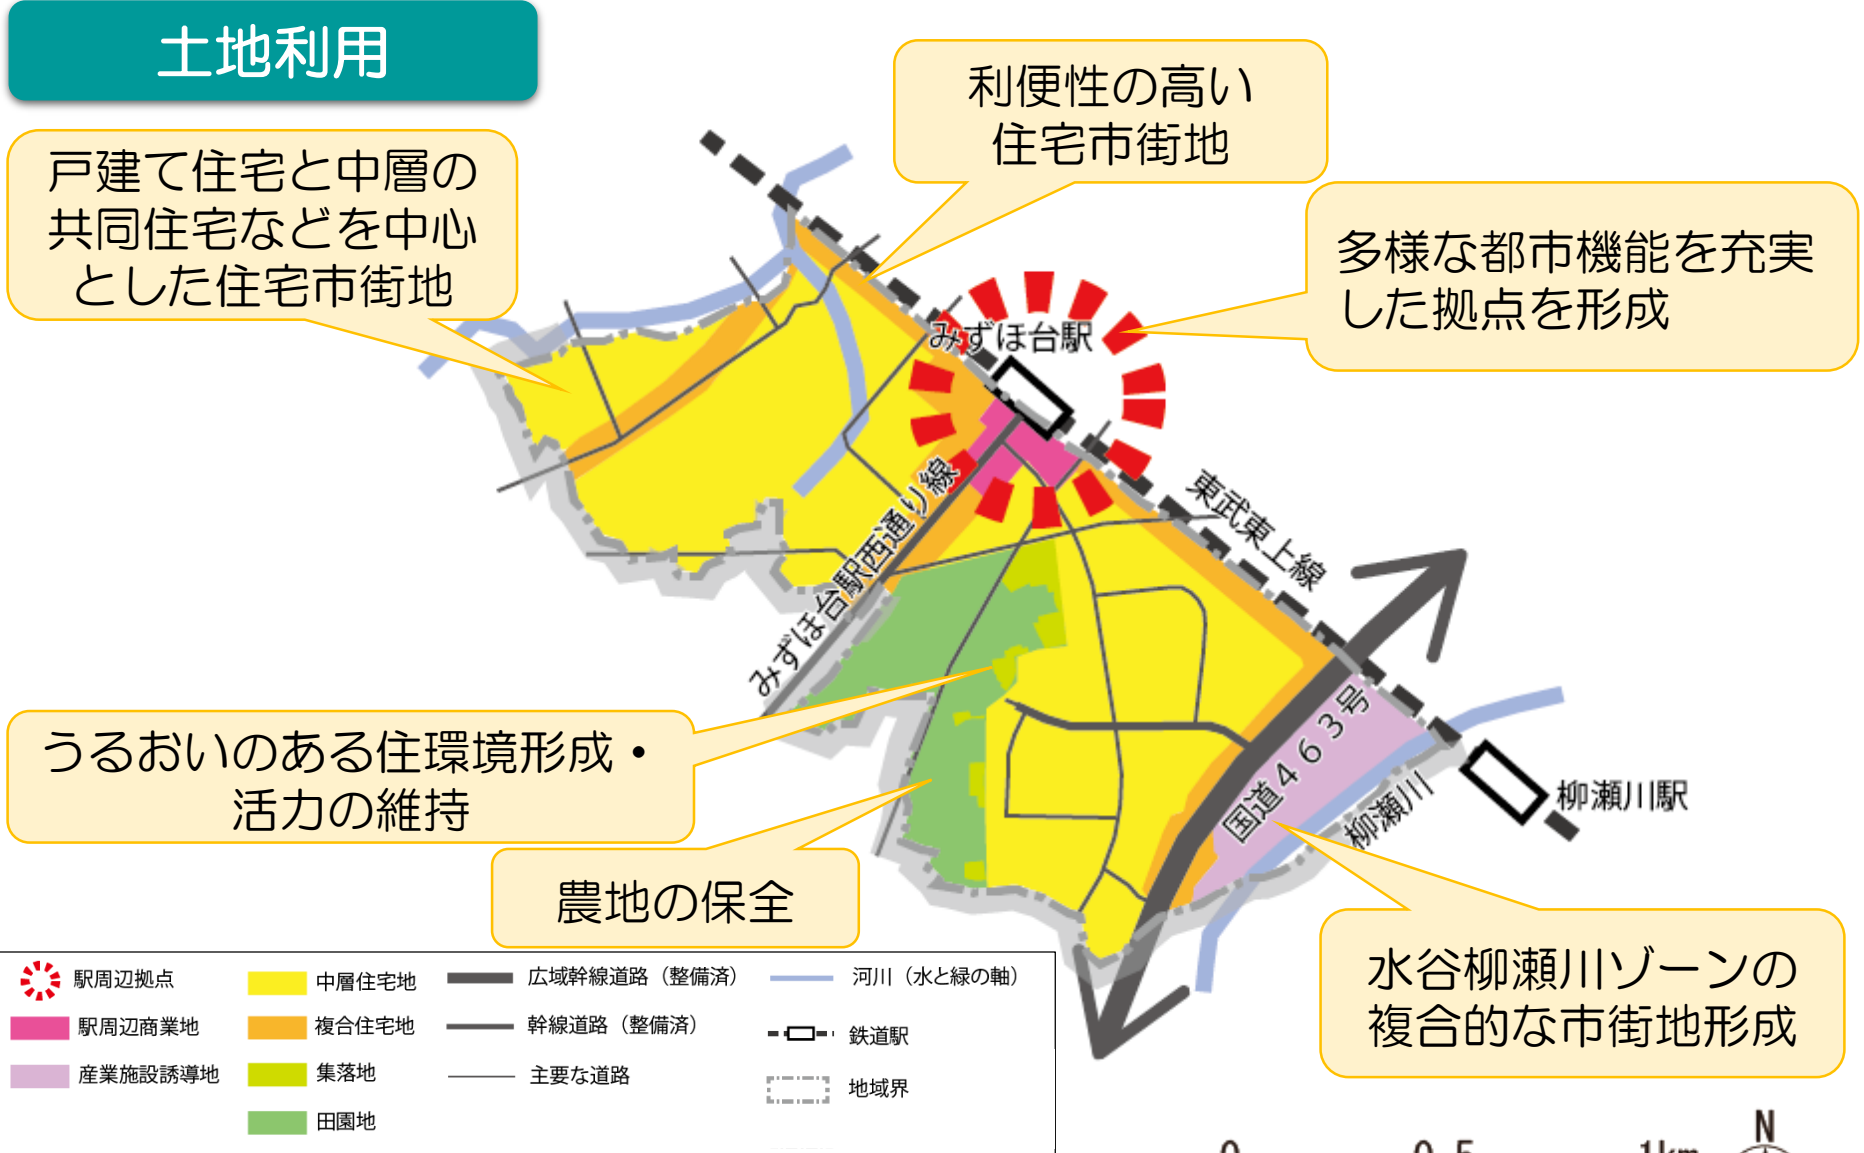 土地利用
利便性の高い
住宅市街地
戸建て住宅と中層の
共同住宅などを中心
とした住宅市街地
多様な都市機能を充実
した拠点を形成
みずほ台駅
東武東上線
みずほ台駅西通り線
国道463号
柳瀬川
柳瀬川駅
うるおいのある住環境形成・
活力の維持
農地の保全
水谷柳瀬川ゾーンの
複合的な市街地形成
駅周辺拠点
駅周辺商業地
産業施設誘導地
中層住宅地
複合住宅地
集落地
田園地
広域幹線道路（整備済）
幹線道路（整備済）
主要な道路
河川（水と緑の軸）
鉄道駅
地域界
0 0.5 1km
N